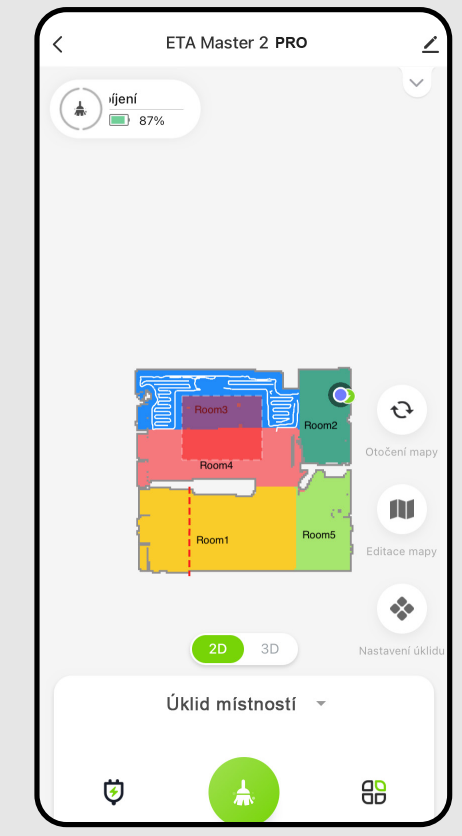 ETA Master 2 PRO
íjení
87%
Room3
Room2
Room4
Room1
Room5
Otočení mapy
Editace mapy
Nastavení úklidu
2D
3D
Úklid místností